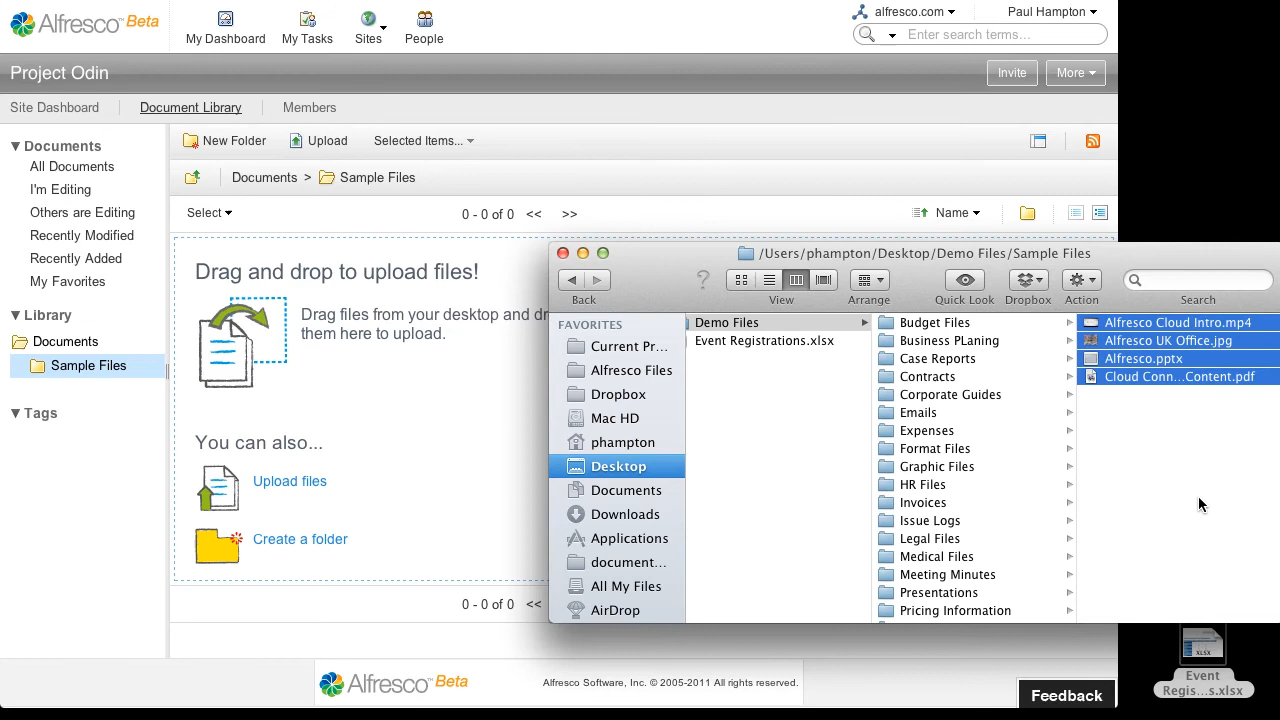 Alfresco™ Beta
My Dashboard
My Tasks
Sites
People
alfresco.com
Paul Hampton
Enter search terms...
Project Odin
Invite
More
Site Dashboard
Document Library
Members
Documents
All Documents
I'm Editing
Others are Editing
Recently Modified
Recently Added
My Favorites
Library
Documents
Sample Files
Tags
New Folder
Upload
Selected Items...
Documents > Sample Files
Select
0 - 0 of 0 << >>
Name
Drag and drop to upload files!
Drag files from your desktop and dr
them here to upload.
You can also...
Upload files
Create a folder
0 - 0 of 0 <<
/Users/phampton/Desktop/Demo Files/Sample Files
Back
View
Arrange
Quick Look
Dropbox
Action
Search
FAVORITES
Current Pr...
Alfresco Files
Dropbox
Mac HD
phampton
Desktop
Documents
Downloads
Applications
document...
All My Files
AirDrop
Demo Files
Event Registrations.xlsx
Budget Files
Business PLaning
Case Reports
Contracts
Corporate Guides
Emails
Expenses
Format Files
Graphic Files
HR Files
Invoices
Issue Logs
Legal Files
Medical Files
Meeting Minutes
Presentations
Pricing Information
Alfresco Cloud Intro.mp4
Alfresco UK Office.jpg
Alfresco.pptx
Cloud Conn...Content.pdf
XLSX
Event
Regis...s.xlsx
Alfresco™ Beta
Alfresco Software, Inc. © 2005-2011 All rights reserved.
Feedback